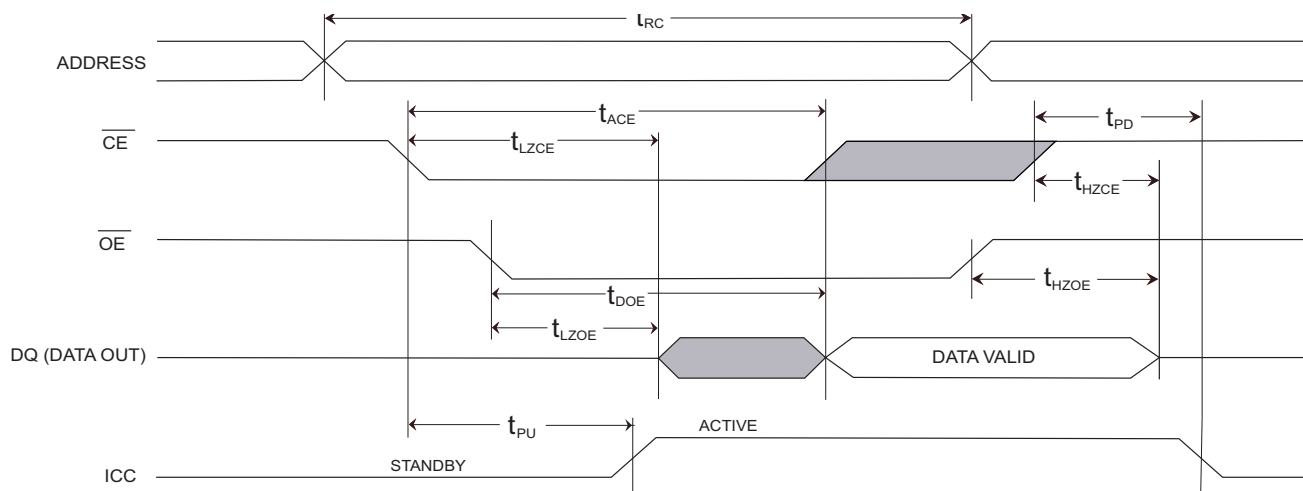 tRC
ADDRESS
tACE
tPD
CE
tLZCE
tHZCE
OE
tHZOE
tDOE
tLZOE
DQ (DATA OUT)
DATA VALID
tPU
ACTIVE
STANDBY
ICC